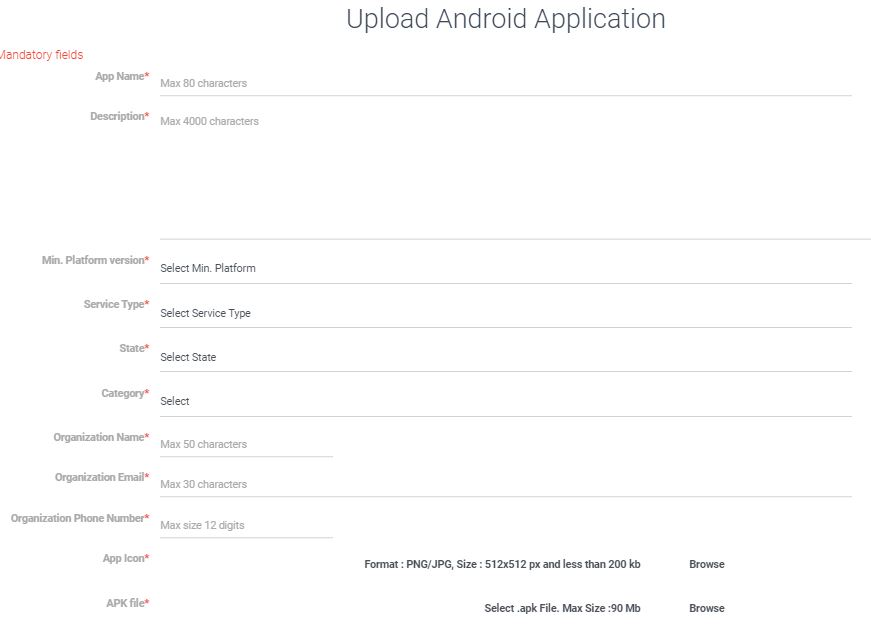 Upload Android Application
Mandatory fields
App Name* Max 80 characters
Description* Max 4000 characters
Min. Platform version* Select Min. Platform
Service Type* Select Service Type
State* Select State
Category* Select
Organization Name* Max 50 characters
Organization Email* Max 30 characters
Organization Phone Number* Max size 12 digits
App Icon* Format : PNG/JPG, Size : 512x512 px and less than 200 kb Browse
APK file* Select .apk File. Max Size :90 Mb Browse